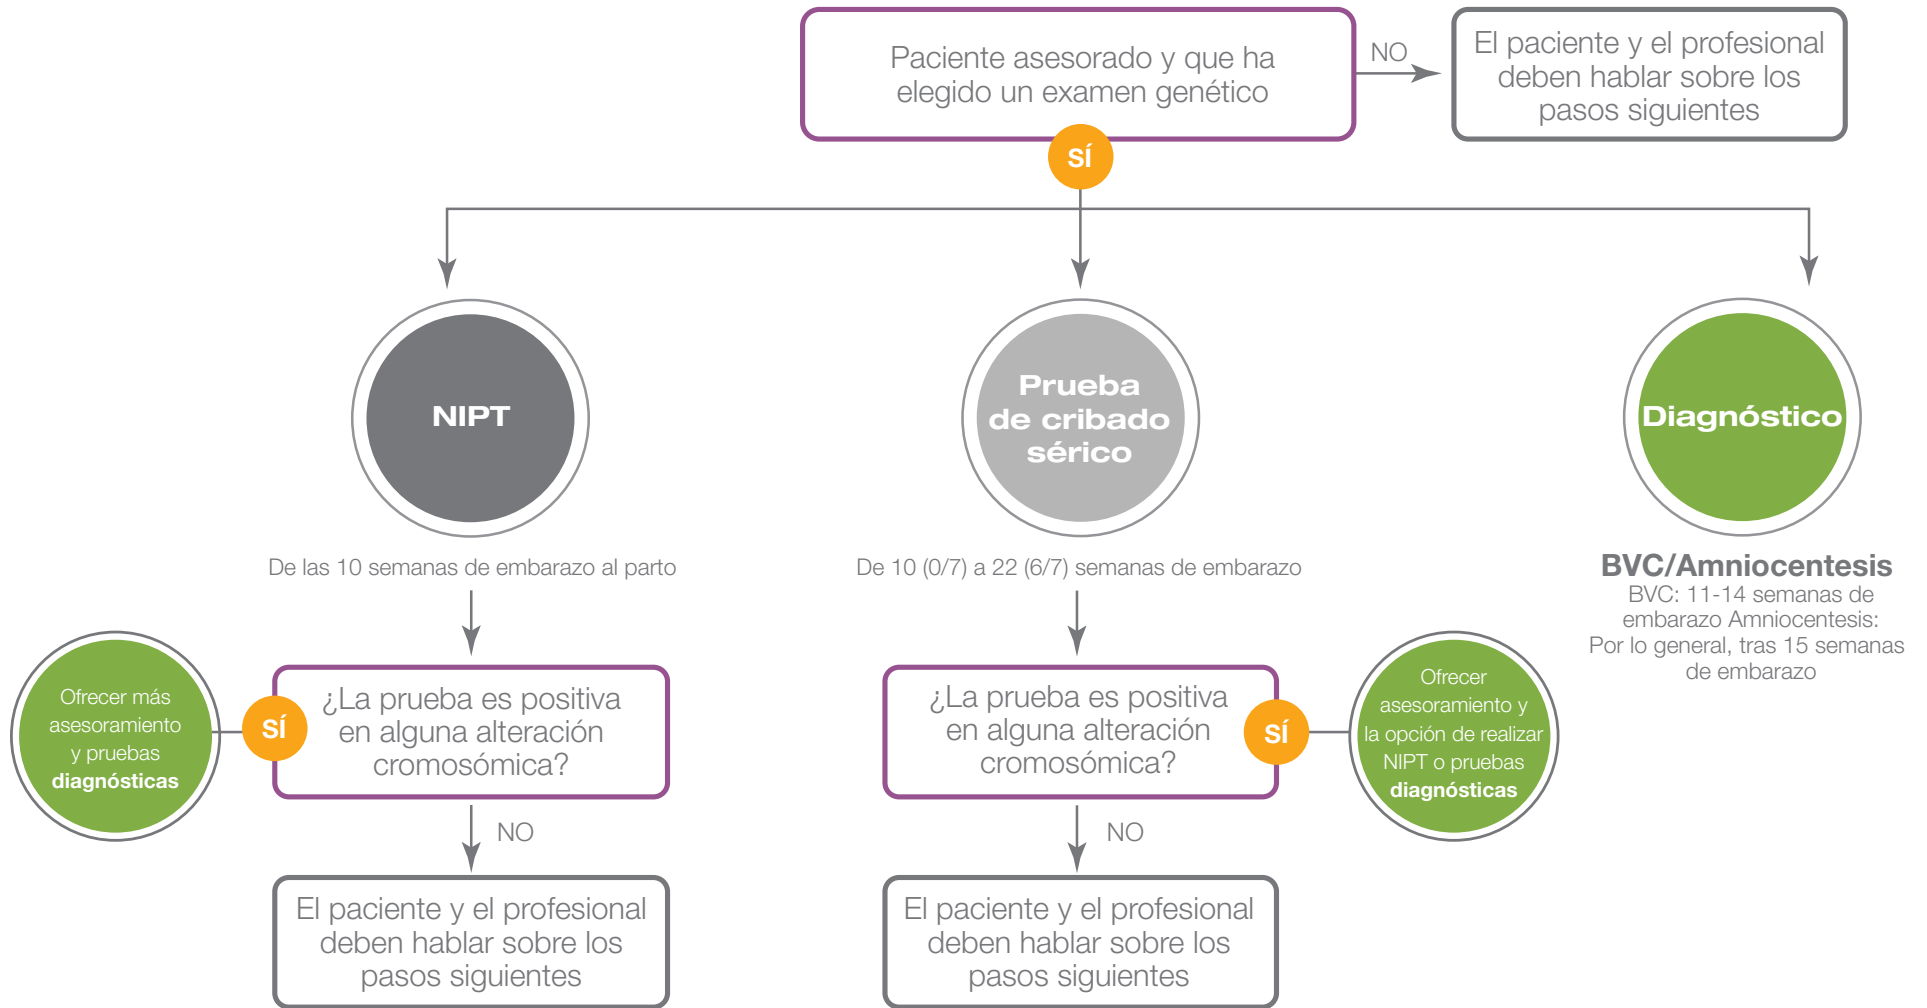 Paciente asesorado y que ha
elegido un examen genético
NO
El paciente y el profesional
deben hablar sobre los
pasos siguientes
SÍ
NIPT
Prueba
de cribado
sérico
Diagnóstico
De las 10 semanas de embarazo al parto
De 10 (0/7) a 22 (6/7) semanas de embarazo
BVC/Amniocentesis
BVC: 11-14 semanas de
embarazo Amniocentesis:
Por lo general, tras 15 semanas
de embarazo
Ofrecer más
asesoramiento
y pruebas
diagnósticas
SÍ
¿La prueba es positiva
en alguna alteración
cromosómica?
¿La prueba es positiva
en alguna alteración
cromosómica?
SÍ
Ofrecer
asesoramiento y
la opción de realizar
NIPT o pruebas
diagnósticas
NO
NO
El paciente y el profesional
deben hablar sobre los
pasos siguientes
El paciente y el profesional
deben hablar sobre los
pasos siguientes